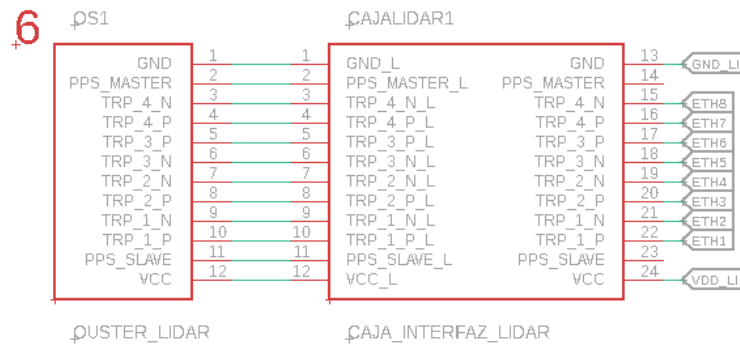 6
OS1 CAJALIDAR1
GND 1 1 GND_L GND 13 GND_LI
PPS_MASTER 2 2 PPS_MASTER_L PPS_MASTER 14
TRP_4_N 3 3 TRP_4_N_L TRP_4_N 15 ETH8
TRP_4_P 4 4 TRP_4_P_L TRP_4_P 16 ETH7
TRP_3_P 5 5 TRP_3_P_L TRP_3_P 17 ETH6
TRP_3_N 6 6 TRP_3_N_L TRP_3_N 18 ETH5
TRP_2_N 7 7 TRP_2_N_L TRP_2_N 19 ETH4
TRP_2_P 8 8 TRP_2_P_L TRP_2_P 20 ETH3
TRP_1_N 9 9 TRP_1_N_L TRP_1_N 21 ETH2
TRP_1_P 10 10 TRP_1_P_L TRP_1_P 22 ETH1
PPS_SLAVE 11 11 PPS_SLAVE_L PPS_SLAVE 23
VCC 12 12 VCC_L VCC 24 VDD_LI
OUSTER_LIDAR CAJA_INTERFAZ_LIDAR